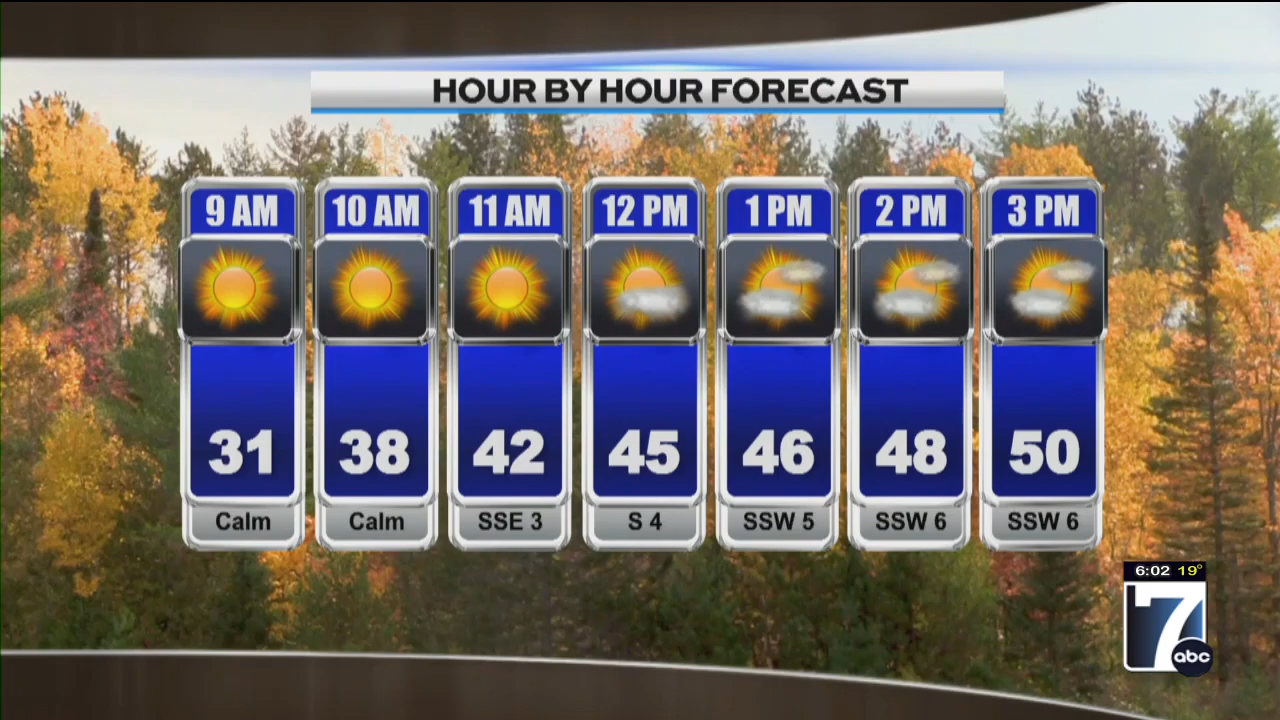 HOUR BY HOUR FORECAST
9 AM 10 AM 11 AM 12 PM 1 PM 2 PM 3 PM
31 38 42 45 46 48 50
Calm Calm SSE 3 S 4 SSW 5 SSW 6 SSW 6
6:02 19°
7
abc